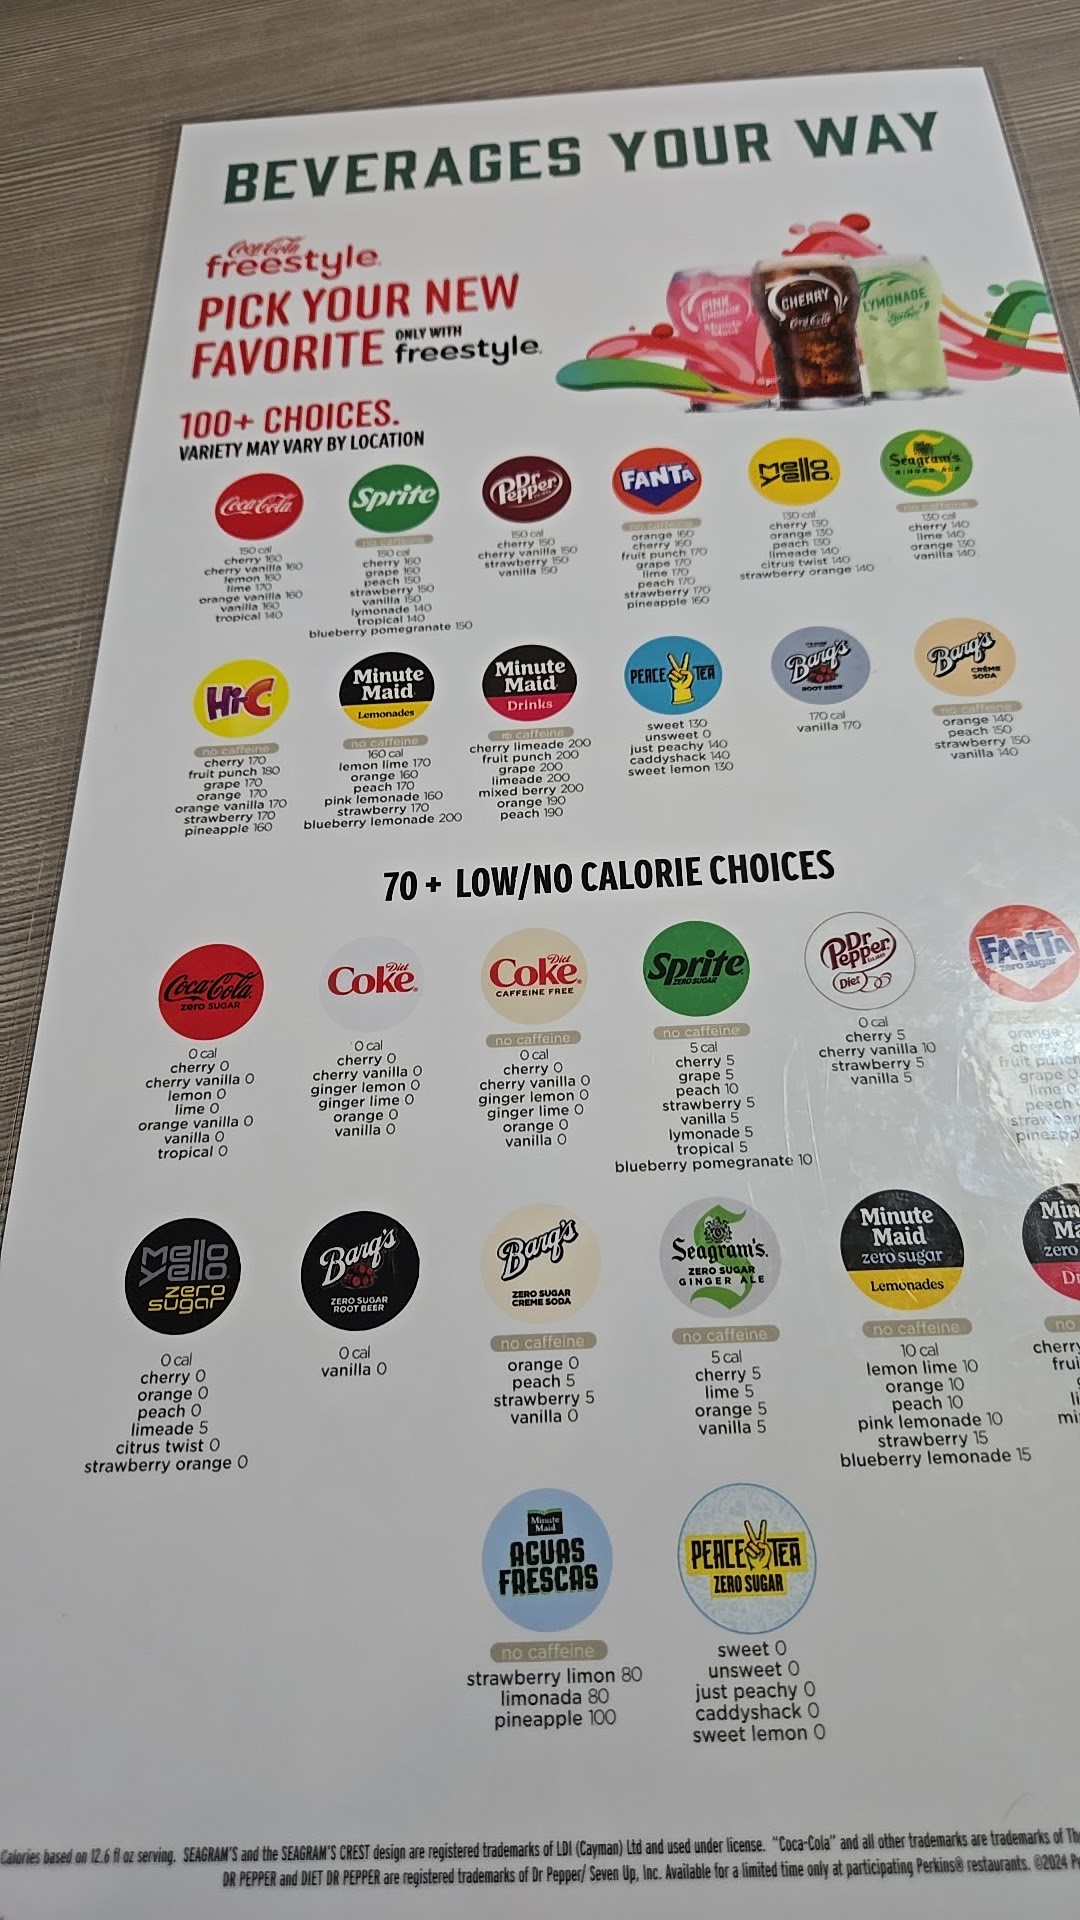 BEVERAGES YOUR WAY
Coca-Cola
freestyle
PICK YOUR NEW
FAVORITE ONLY WITH freestyle
100+ CHOICES.
VARIETY MAY VARY BY LOCATION
PINK
LEMONADE
CHERRY
Coca-Cola
LYMONADE
Coca-Cola
150 cal
cherry 160
cherry vanilla 160
lemon 160
lime 170
orange vanilla 160
vanilla 160
tropical 140
Sprite
no caffeine
150 cal
cherry 160
grape 160
peach 150
strawberry 150
vanilla 150
lymonade 140
tropical 140
blueberry pomegranate 150
Dr Pepper
150 cal
cherry 150
cherry vanilla 150
strawberry 150
vanilla 150
FANTA
no caffeine
orange 160
cherry 160
fruit punch 170
grape 170
lime 170
peach 170
strawberry 170
pineapple 160
mello yello
130 cal
cherry 130
orange 130
peach 130
limeade 140
citrus twist 140
strawberry orange 140
Seagram's
GINGER ALE
no caffeine
130 cal
cherry 140
lime 140
orange 130
vanilla 140
Hi-C
no caffeine
cherry 170
fruit punch 180
grape 170
orange 170
orange vanilla 170
strawberry 170
pineapple 160
Minute
Maid
Lemonades
no caffeine
160 cal
lemon lime 170
orange 160
peach 170
pink lemonade 160
strawberry 170
blueberry lemonade 200
Minute
Maid
Drinks
no caffeine
cherry limeade 200
fruit punch 200
grape 200
limeade 200
mixed berry 200
orange 190
peach 190
PEACE TEA
sweet 130
unsweet 0
just peachy 140
caddyshack 140
sweet lemon 130
Barq's
ROOT BEER
170 cal
vanilla 170
Barq's
CRÈME
SODA
no caffeine
orange 140
peach 150
strawberry 150
vanilla 140
70 + LOW/NO CALORIE CHOICES
Coca-Cola
ZERO SUGAR
0 cal
cherry 0
cherry vanilla 0
lemon 0
lime 0
orange vanilla 0
vanilla 0
tropical 0
Diet
Coke
0 cal
cherry 0
cherry vanilla 0
ginger lemon 0
ginger lime 0
orange 0
vanilla 0
Diet
Coke
CAFFEINE FREE
no caffeine
0 cal
cherry 0
cherry vanilla 0
ginger lemon 0
ginger lime 0
orange 0
vanilla 0
Sprite
ZERO SUGAR
no caffeine
5 cal
cherry 5
grape 5
peach 10
strawberry 5
vanilla 5
lymonade 5
tropical 5
blueberry pomegranate 10
Dr Pepper
Diet
0 cal
cherry 5
cherry vanilla 10
strawberry 5
vanilla 5
FANTA
zero sugar
orange
fruit punch
grape 0
lime 0
peach
mello yello
zero
sugar
0 cal
cherry 0
orange 0
peach 0
limeade 5
citrus twist 0
strawberry orange 0
Barq's
ZERO SUGAR
ROOT BEER
0 cal
vanilla 0
Barq's
ZERO SUGAR
CREME SODA
no caffeine
orange 0
peach 5
strawberry 5
vanilla 0
Seagram's
ZERO SUGAR
GINGER ALE
no caffeine
5 cal
cherry 5
lime 5
orange 5
vanilla 5
Minute
Maid
zero sugar
Lemonades
no caffeine
10 cal
lemon lime 10
orange 10
peach 10
pink lemonade 10
strawberry 15
blueberry lemonade 15
Min
Ma
zero
no
cherry
frui
li
mi
Minute
Maid
AGUAS
FRESCAS
no caffeine
strawberry limon 80
limonada 80
pineapple 100
PEACE TEA
ZERO SUGAR
sweet 0
unsweet 0
just peachy 0
caddyshack 0
sweet lemon 0
Calories based on 12.6 fl oz serving. SEAGRAM'S and the SEAGRAM'S CREST design are registered trademarks of LDI (Cayman) Ltd and used under license. "Coca-Cola" and all other trademarks are trademarks of Th
DR PEPPER and DIET DR PEPPER are registered trademarks of Dr Pepper/ Seven Up, Inc. Available for a limited time only at participating Perkins® restaurants. ©2024 P